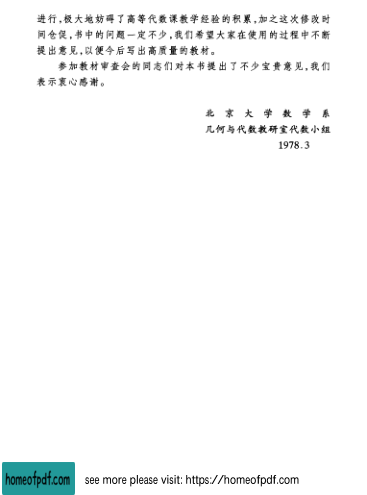 进行,极大地妨碍了高等代数课教学经验的积累,加之这次修改时
间仓促,书中的问题一定不少,我们希望大家在使用的过程中不断
提出意见,以便今后写出高质量的教材。
参加教材审查会的同志们对本书提出了不少宝贵意见,我们
表示衷心感谢。
北京大学数学系
几何与代数教研室代数小组
1978.3
homeofpdf.com
see more please visit: https://homeofpdf.com